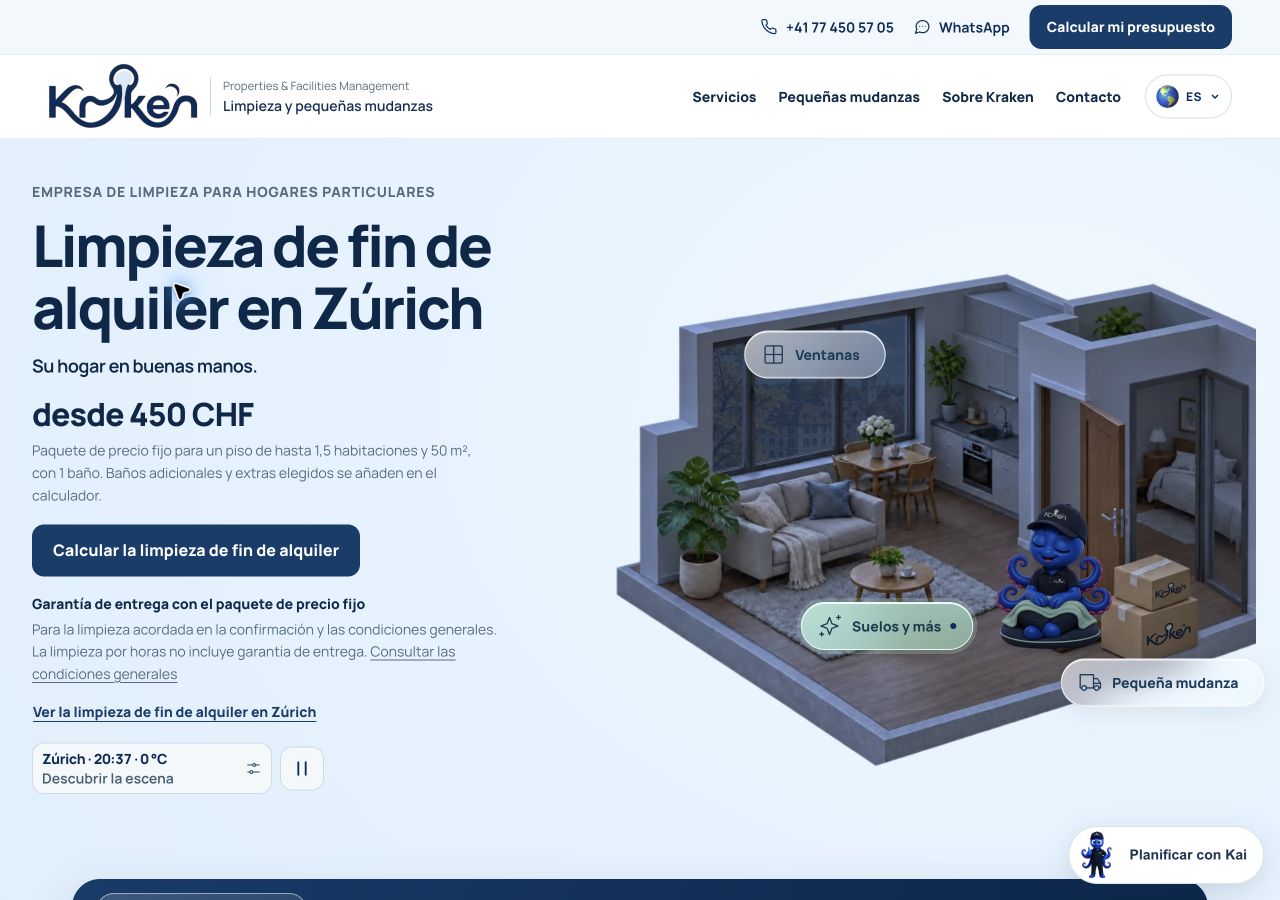 +41 77 450 57 05
WhatsApp
Calcular mi presupuesto
Kraken
Properties & Facilities Management
Limpieza y pequeñas mudanzas
Servicios
Pequeñas mudanzas
Sobre Kraken
Contacto
ES
EMPRESA DE LIMPIEZA PARA HOGARES PARTICULARES
Limpieza de fin de
alquiler en Zúrich
Su hogar en buenas manos.
desde 450 CHF
Paquete de precio fijo para un piso de hasta 1,5 habitaciones y 50 m²,
con 1 baño. Baños adicionales y extras elegidos se añaden en el
calculador.
Calcular la limpieza de fin de alquiler
Garantía de entrega con el paquete de precio fijo
Para la limpieza acordada en la confirmación y las condiciones generales.
La limpieza por horas no incluye garantía de entrega. Consultar las
condiciones generales
Ver la limpieza de fin de alquiler en Zúrich
Zúrich · 20:37 · 0 °C
Descubrir la escena
Ventanas
Suelos y más
Kraken
Kraken
Kraken
Pequeña mudanza
Planificar con Kai